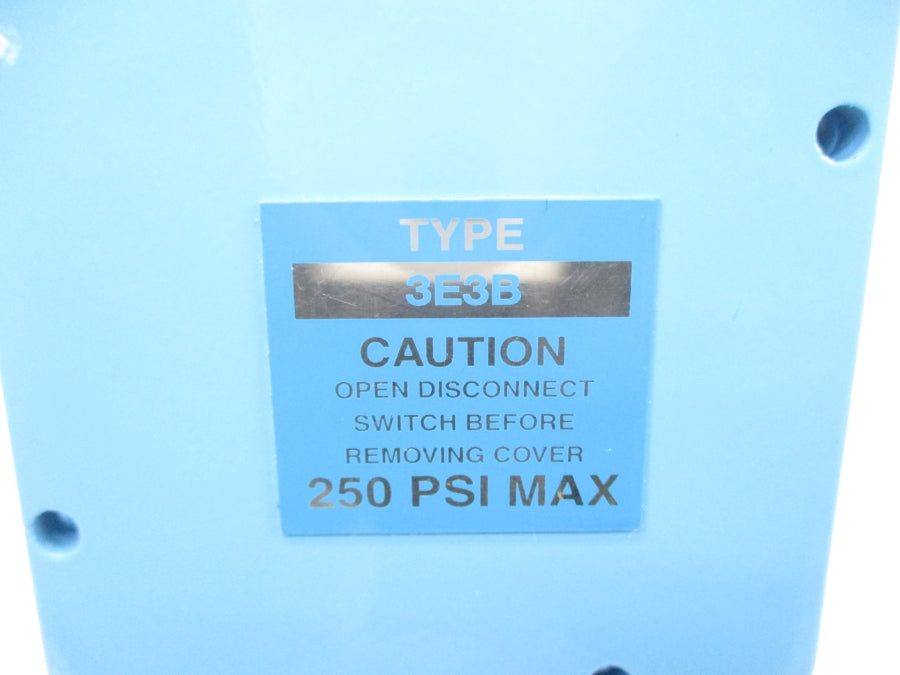 TYPE
3E3B
CAUTION
OPEN DISCONNECT
SWITCH BEFORE
REMOVING COVER
250 PSI MAX